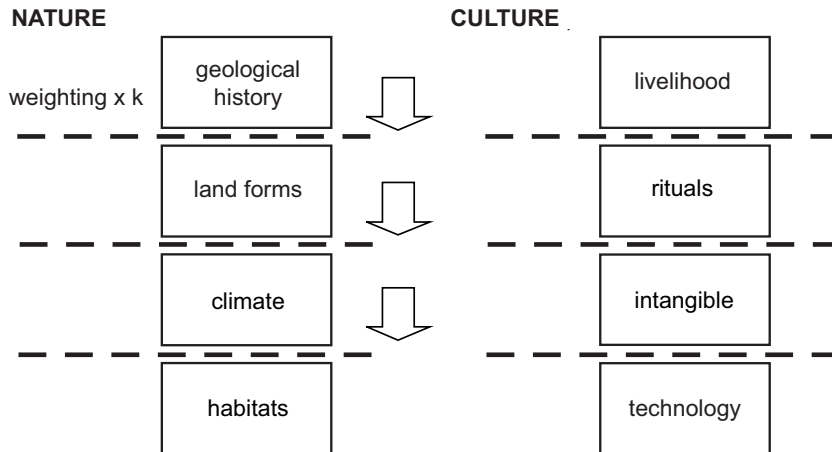 NATURE
CULTURE
geological
history
weighting x k
livelihood
land forms
rituals
climate
intangible
habitats
technology